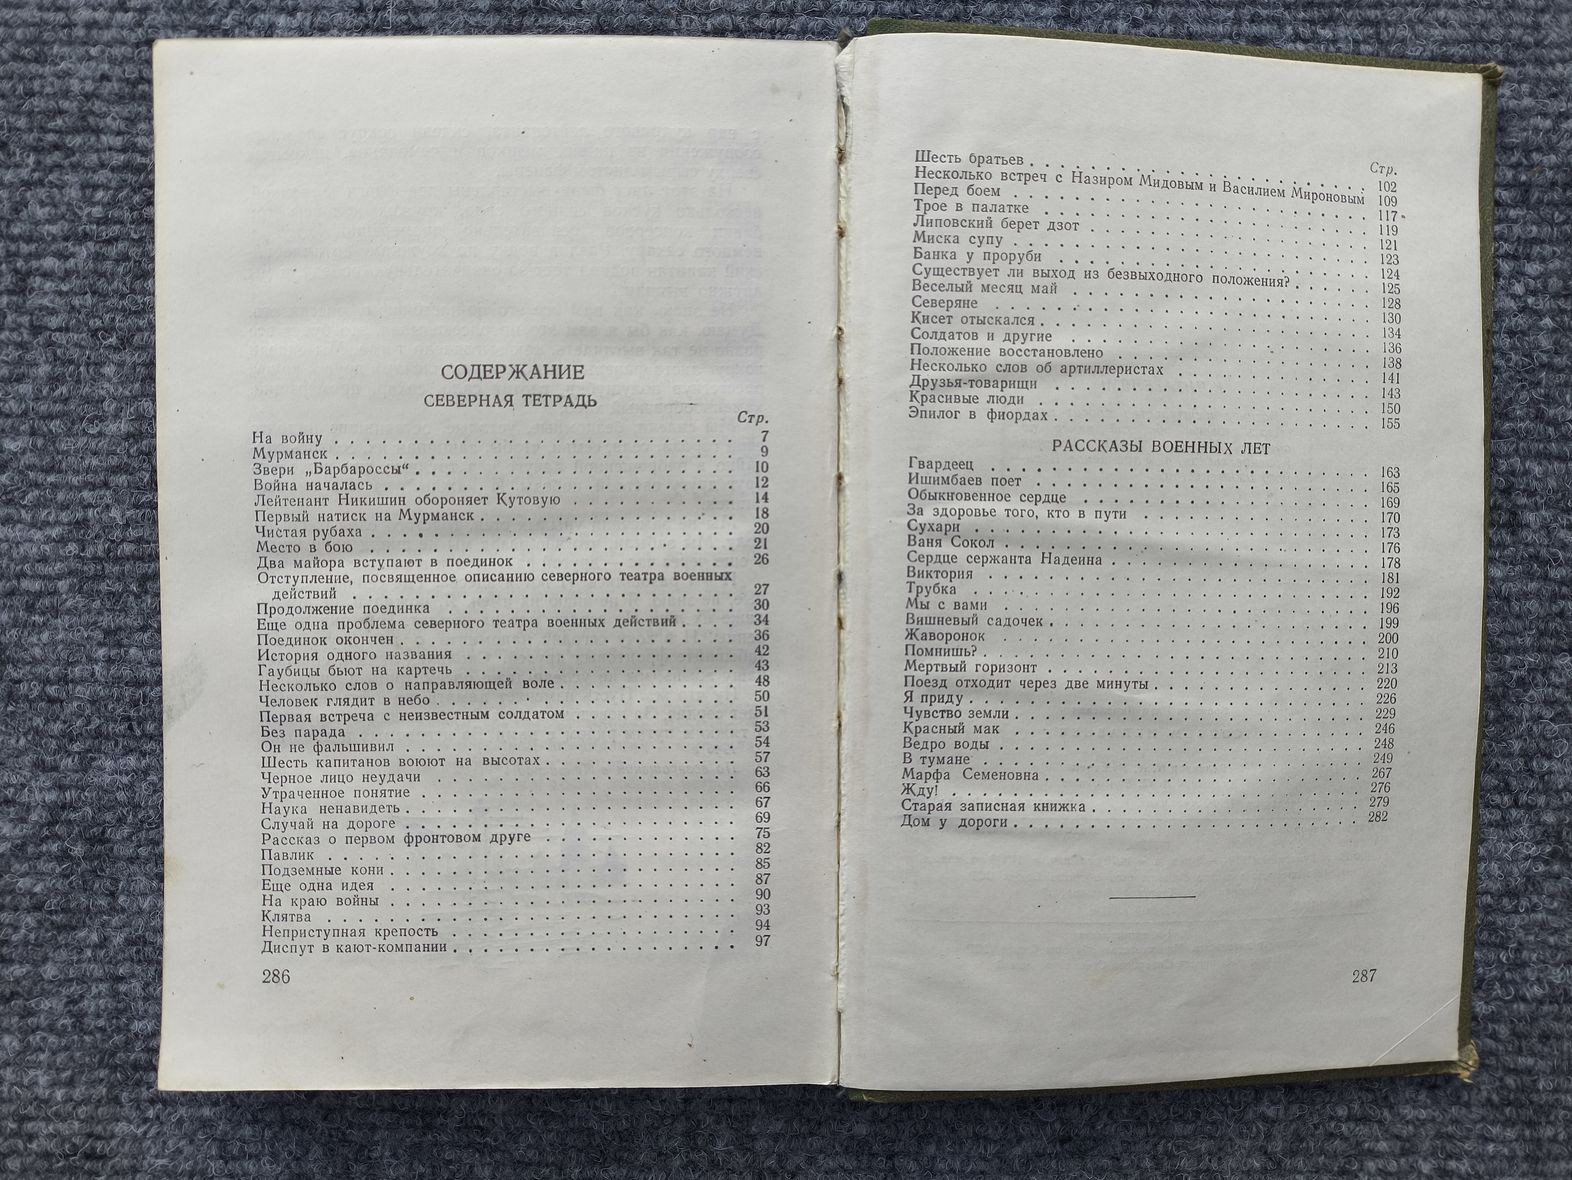 СОДЕРЖАНИЕ
СЕВЕРНАЯ ТЕТРАДЬ
Стр.
На войну 7
Мурманск 9
Звери „Барбароссы“ 10
Война началась 12
Лейтенант Никишин обороняет Кутовую 14
Первый натиск на Мурманск 18
Чистая рубаха 20
Место в бою 21
Два майора вступают в поединок 26
Отступление, посвященное описанию северного театра военных
действий 27
Продолжение поединка 30
Еще одна проблема северного театра военных действий 34
Поединок окончен 36
История одного названия 42
Гаубицы бьют на картечь 43
Несколько слов о направляющей воле 48
Человек глядит в небо 50
Первая встреча с неизвестным солдатом 51
Без парада 53
Он не фальшивил 54
Шесть капитанов воюют на высотах 57
Черное лицо неудачи 63
Утраченное понятие 66
Наука ненавидеть 67
Случай на дороге 69
Рассказ о первом фронтовом друге 75
Павлик 82
Подземные кони 85
Еще одна идея 87
На краю войны 90
Клятва 93
Неприступная крепость 94
Диспут в кают-компании 97
286
Стр.
Шесть братьев 102
Несколько встреч с Назиром Мидовым и Василием Мироновым 109
Перед боем 117
Трое в палатке 119
Липовский берет дзот 121
Миска супу 123
Банка у проруби 124
Существует ли выход из безвыходного положения? 125
Веселый месяц май 128
Северяне 130
Кисет отыскался 134
Солдатов и другие 136
Положение восстановлено 138
Несколько слов об артиллеристах 141
Друзья-товарищи 143
Красивые люди 150
Эпилог в фиордах 155
РАССКАЗЫ ВОЕННЫХ ЛЕТ
Гвардеец 163
Ишимбаев поет 165
Обыкновенное сердце 169
За здоровье того, кто в пути 170
Сухари 173
Ваня Сокол 176
Сердце сержанта Надеина 178
Виктория 181
Трубка 192
Мы с вами 196
Вишневый садочек 199
Жаворонок 200
Помнишь? 210
Мертвый горизонт 213
Поезд отходит через две минуты 220
Я приду 226
Чувство земли 229
Красный мак 246
Ведро воды 248
В тумане 249
Марфа Семеновна 267
Жду! 276
Старая записная книжка 279
Дом у дороги 282
287